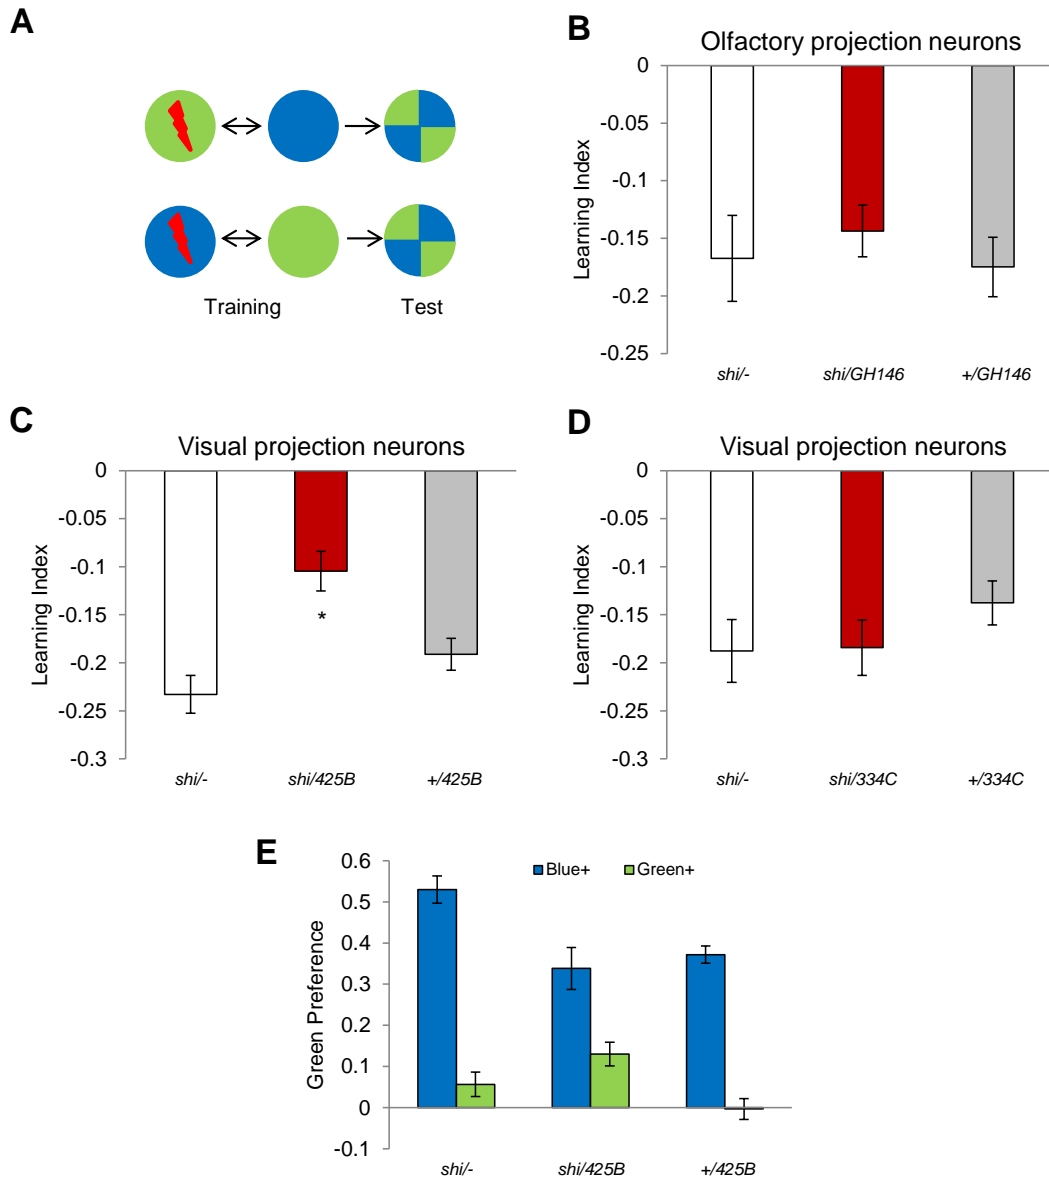 A
Training
Test
B
Olfactory projection neurons
Learning Index
0
-0.05
-0.1
-0.15
-0.2
-0.25
shi/-
shi/GH146
+/GH146
C
Visual projection neurons
Learning Index
0
-0.05
-0.1
-0.15
-0.2
-0.25
-0.3
*
shi/-
shi/425B
+/425B
D
Visual projection neurons
Learning Index
0
-0.05
-0.1
-0.15
-0.2
-0.25
-0.3
shi/-
shi/334C
+/334C
E
Blue+
Green+
Green Preference
0.6
0.5
0.4
0.3
0.2
0.1
0
-0.1
shi/-
shi/425B
+/425B